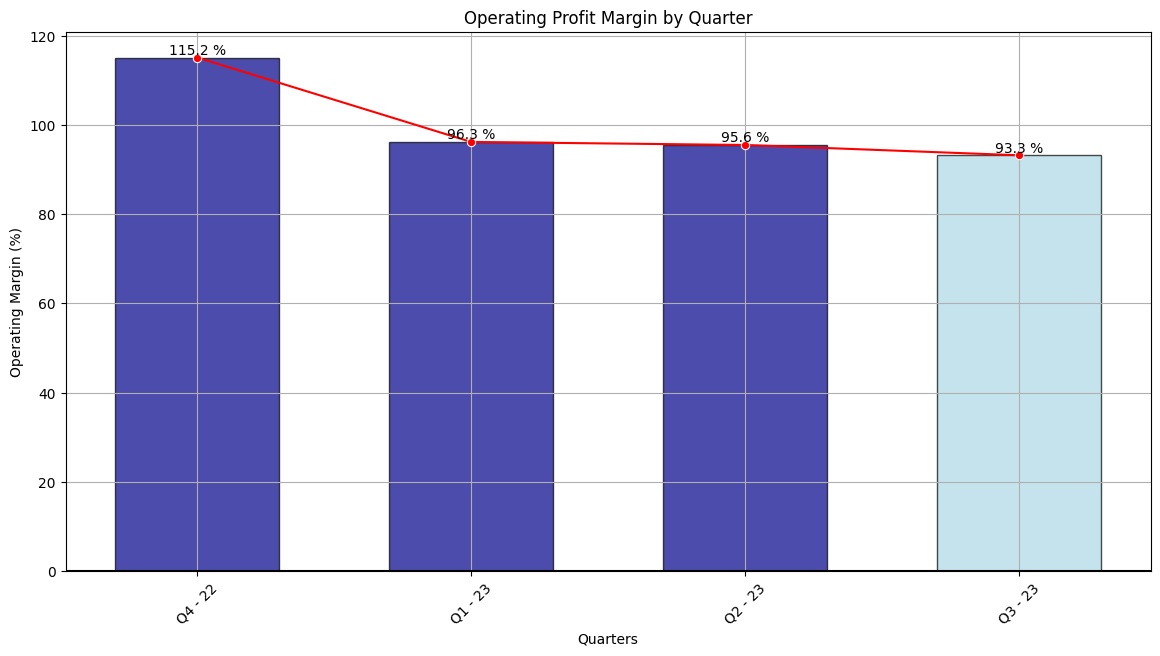 Operating Profit Margin by Quarter
Operating Margin (%)
120
100
80
60
40
20
0
115.2 %
96.3 %
95.6 %
93.3 %
Q4 - 22
Q1 - 23
Q2 - 23
Q3 - 23
Quarters